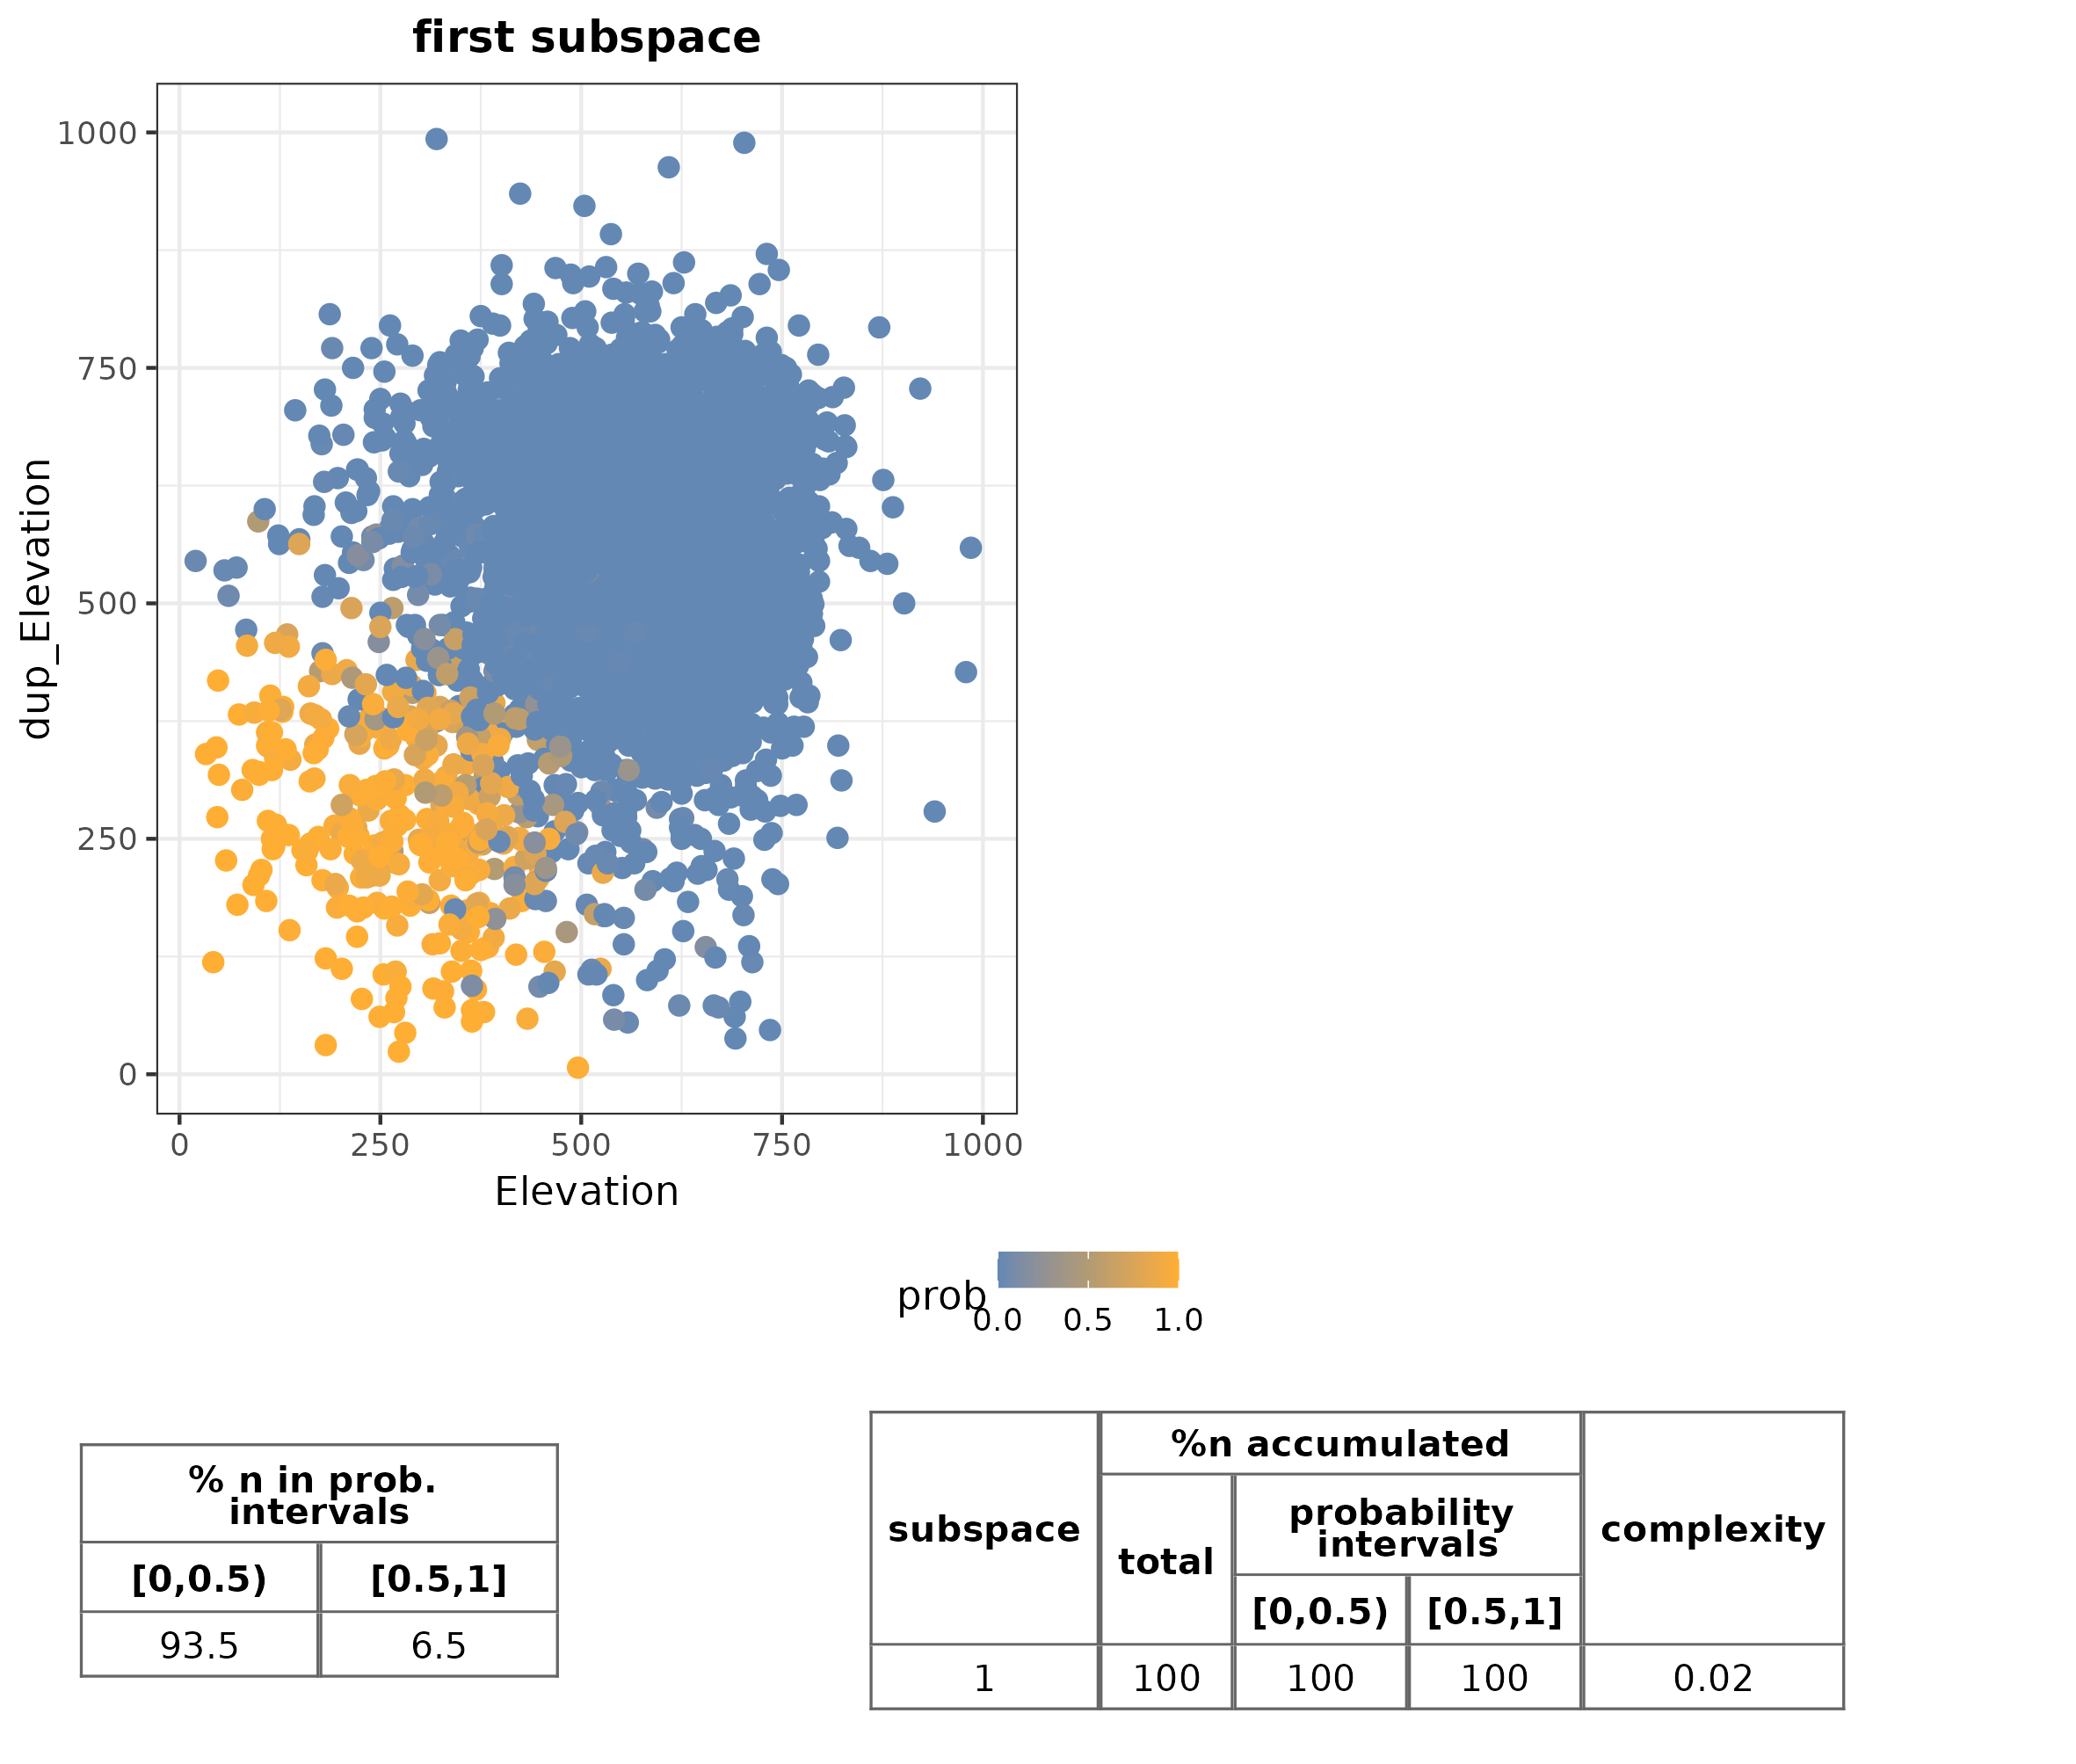 first subspace
1000
750
500
250
0
dup_Elevation
0 250 500 750 1000
Elevation
prob
0.0 0.5 1.0
% n in prob.
intervals
[0,0.5) [0.5,1]
93.5 6.5
%n accumulated
subspace
total
probability
intervals
complexity
[0,0.5) [0.5,1]
1 100 100 100 0.02